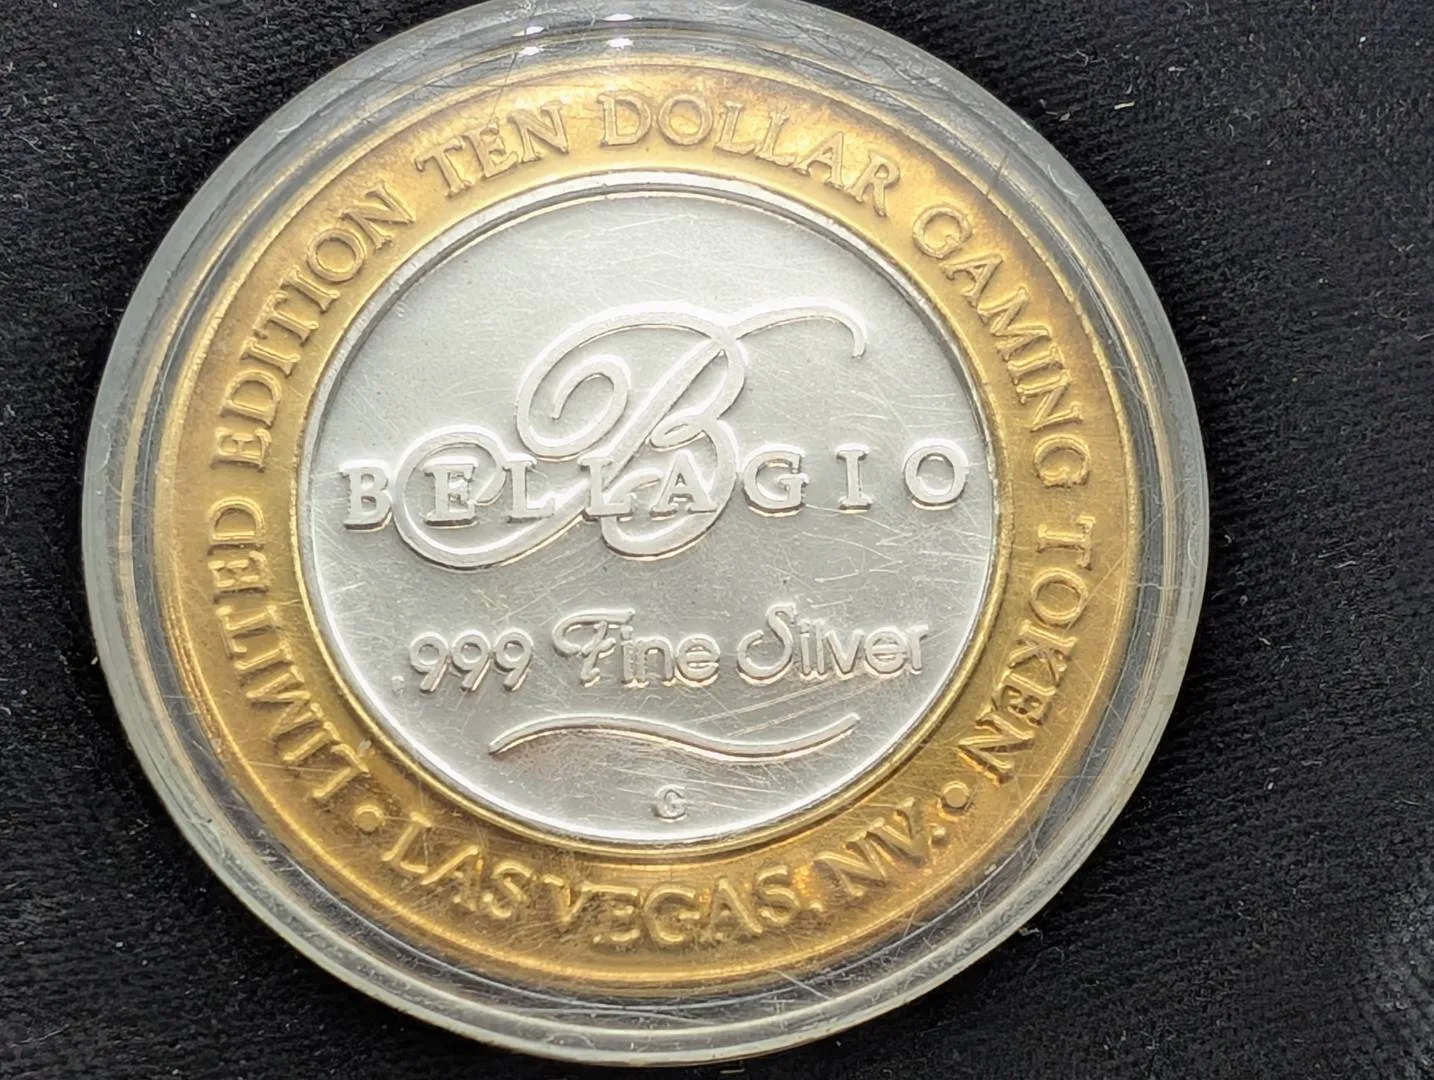 LIMITED EDITION TEN DOLLAR GAMING TOKEN
• LAS VEGAS, NV. •
B
BELLAGIO
.999 Fine Silver
G